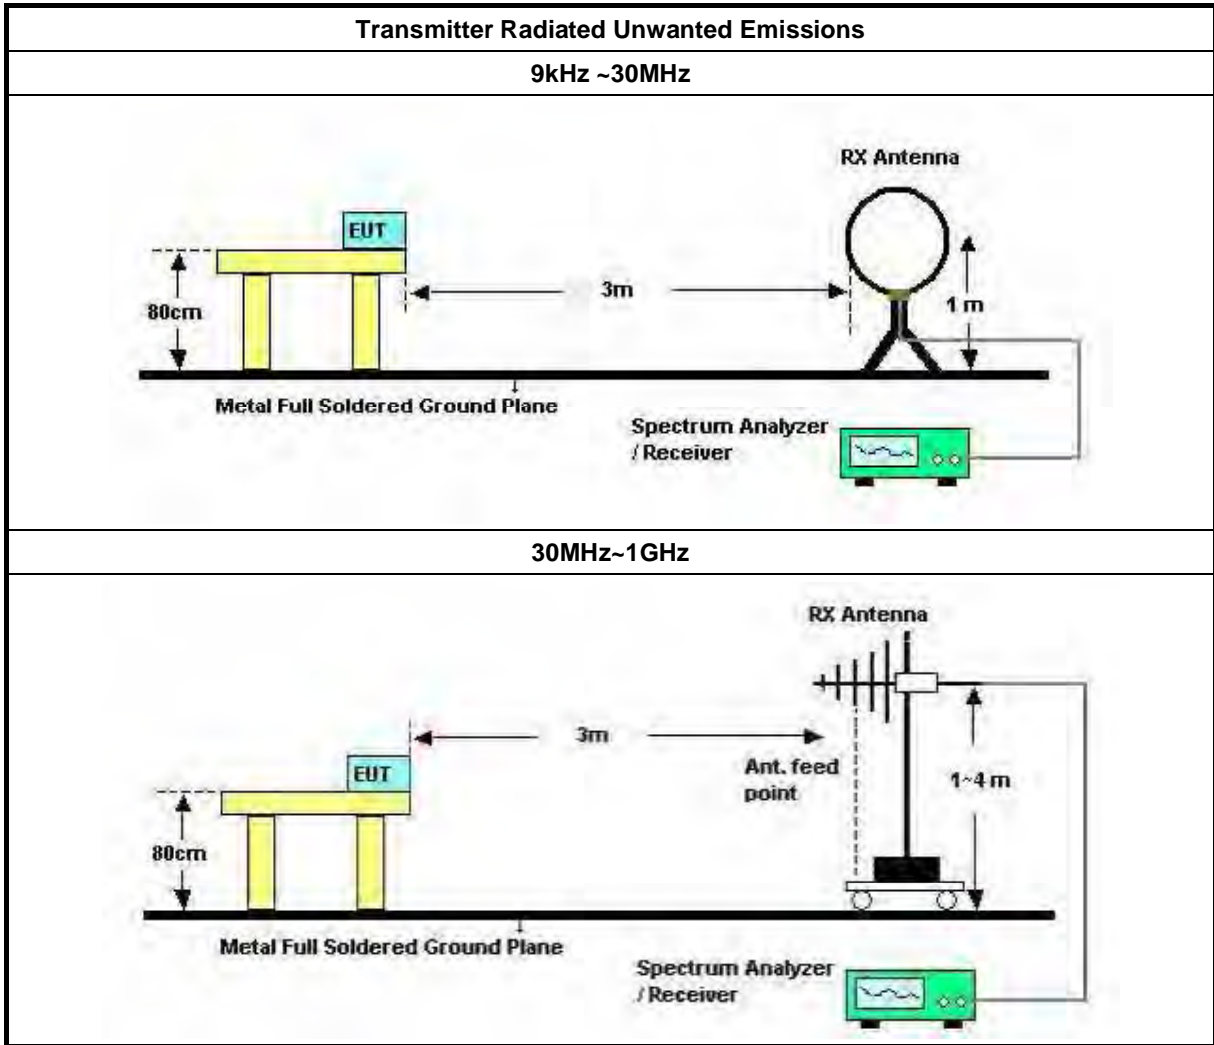 Transmitter Radiated Unwanted Emissions
9kHz ~30MHz
RX Antenna
EUT
3m
80cm
1 m
Metal Full Soldered Ground Plane
Spectrum Analyzer
/ Receiver
30MHz~1GHz
RX Antenna
3m
Ant. feed
point
EUT
1~4 m
80cm
Metal Full Soldered Ground Plane
Spectrum Analyzer
/ Receiver